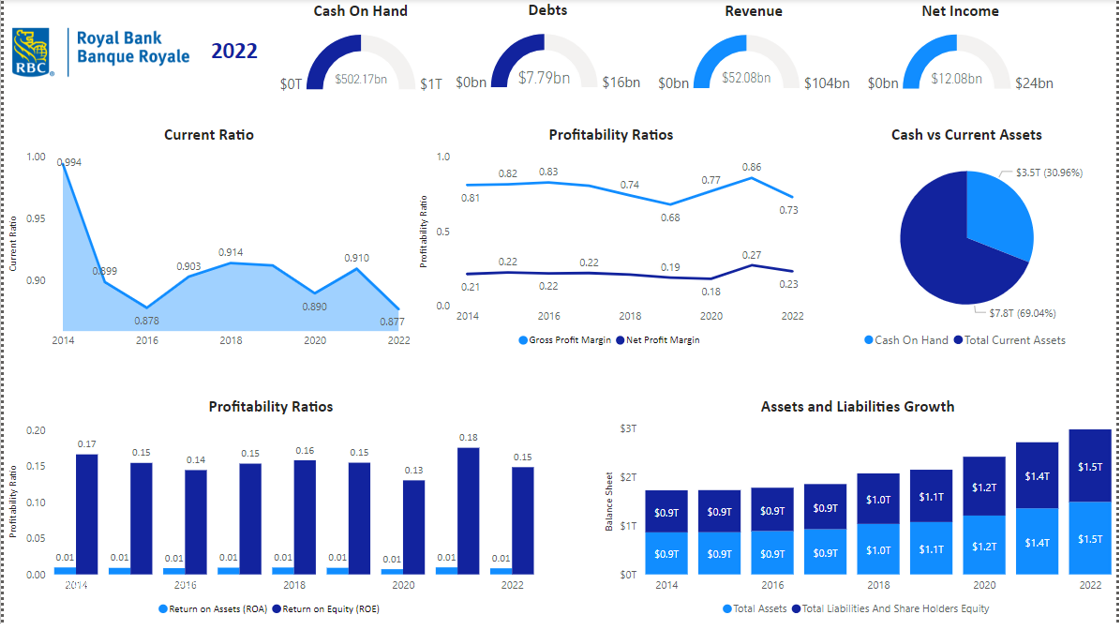 Cash On Hand
Debts
Revenue
Net Income
Royal Bank
Banque Royale
RBC
2022
$502.17bn
$0T
$1T
$7.79bn
$0bn
$16bn
$52.08bn
$0bn
$104bn
$12.08bn
$0bn
$24bn
Current Ratio
Current Ratio
1.00
0.95
0.90
0.994
0.899
0.878
0.903
0.914
0.890
0.910
0.877
2014
2016
2018
2020
2022
Profitability Ratios
Profitability Ratio
1.0
0.5
0.0
0.81
0.82
0.83
0.74
0.68
0.77
0.86
0.73
0.21
0.22
0.22
0.22
0.19
0.18
0.27
0.23
2014
2016
2018
2020
2022
Gross Profit Margin
Net Profit Margin
Cash vs Current Assets
$3.5T (30.96%)
$7.8T (69.04%)
Cash On Hand
Total Current Assets
Profitability Ratios
Profitability Ratio
0.20
0.15
0.10
0.05
0.00
0.17
0.15
0.14
0.15
0.16
0.15
0.13
0.18
0.15
0.01
0.01
0.01
0.01
0.01
0.01
0.01
0.01
0.01
2014
2016
2018
2020
2022
Return on Assets (ROA)
Return on Equity (ROE)
Assets and Liabilities Growth
Balance Sheet
$3T
$2T
$1T
$0T
$0.9T
$0.9T
$0.9T
$0.9T
$1.0T
$1.1T
$1.2T
$1.4T
$1.5T
$0.9T
$0.9T
$0.9T
$0.9T
$1.0T
$1.1T
$1.2T
$1.4T
$1.5T
2014
2016
2018
2020
2022
Total Assets
Total Liabilities And Share Holders Equity